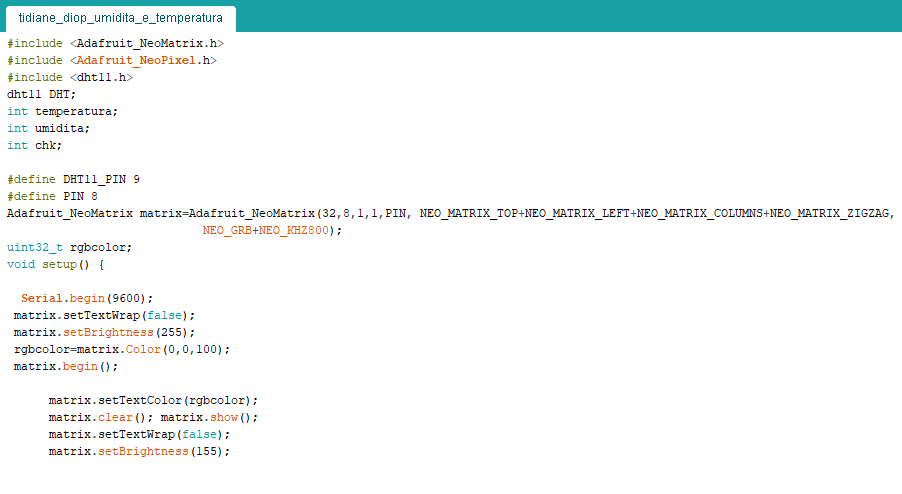 tidiane_diop_umidita_e_temperatura
#include <Adafruit_NeoMatrix.h>
#include <Adafruit_NeoPixel.h>
#include <dht11.h>
dht11 DHT;
int temperatura;
int umidita;
int chk;
#define DHT11_PIN 9
#define PIN 8
Adafruit_NeoMatrix matrix=Adafruit_NeoMatrix(32,8,1,1,PIN, NEO_MATRIX_TOP+NEO_MATRIX_LEFT+NEO_MATRIX_COLUMNS+NEO_MATRIX_ZIGZAG,
NEO_GRB+NEO_KHZ800);
uint32_t rgbcolor;
void setup() {
Serial.begin(9600);
matrix.setTextWrap(false);
matrix.setBrightness(255);
rgbcolor=matrix.Color(0,0,100);
matrix.begin();
matrix.setTextColor(rgbcolor);
matrix.clear(); matrix.show();
matrix.setTextWrap(false);
matrix.setBrightness(155);